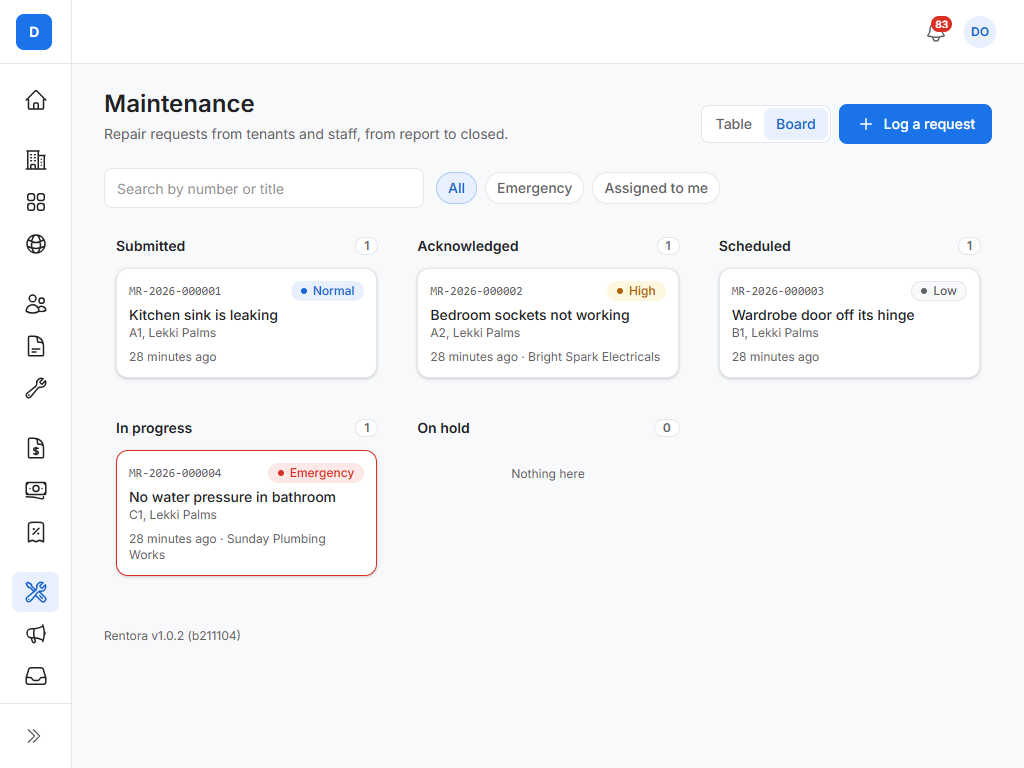 D
83
DO
Maintenance
Repair requests from tenants and staff, from report to closed.
Table
Board
+ Log a request
Search by number or title
All
Emergency
Assigned to me
Submitted
1
MR-2026-000001
Normal
Kitchen sink is leaking
A1, Lekki Palms
28 minutes ago
Acknowledged
1
MR-2026-000002
High
Bedroom sockets not working
A2, Lekki Palms
28 minutes ago · Bright Spark Electricals
Scheduled
1
MR-2026-000003
Low
Wardrobe door off its hinge
B1, Lekki Palms
28 minutes ago
In progress
1
MR-2026-000004
Emergency
No water pressure in bathroom
C1, Lekki Palms
28 minutes ago · Sunday Plumbing
Works
On hold
0
Nothing here
Rentora v1.0.2 (b211104)